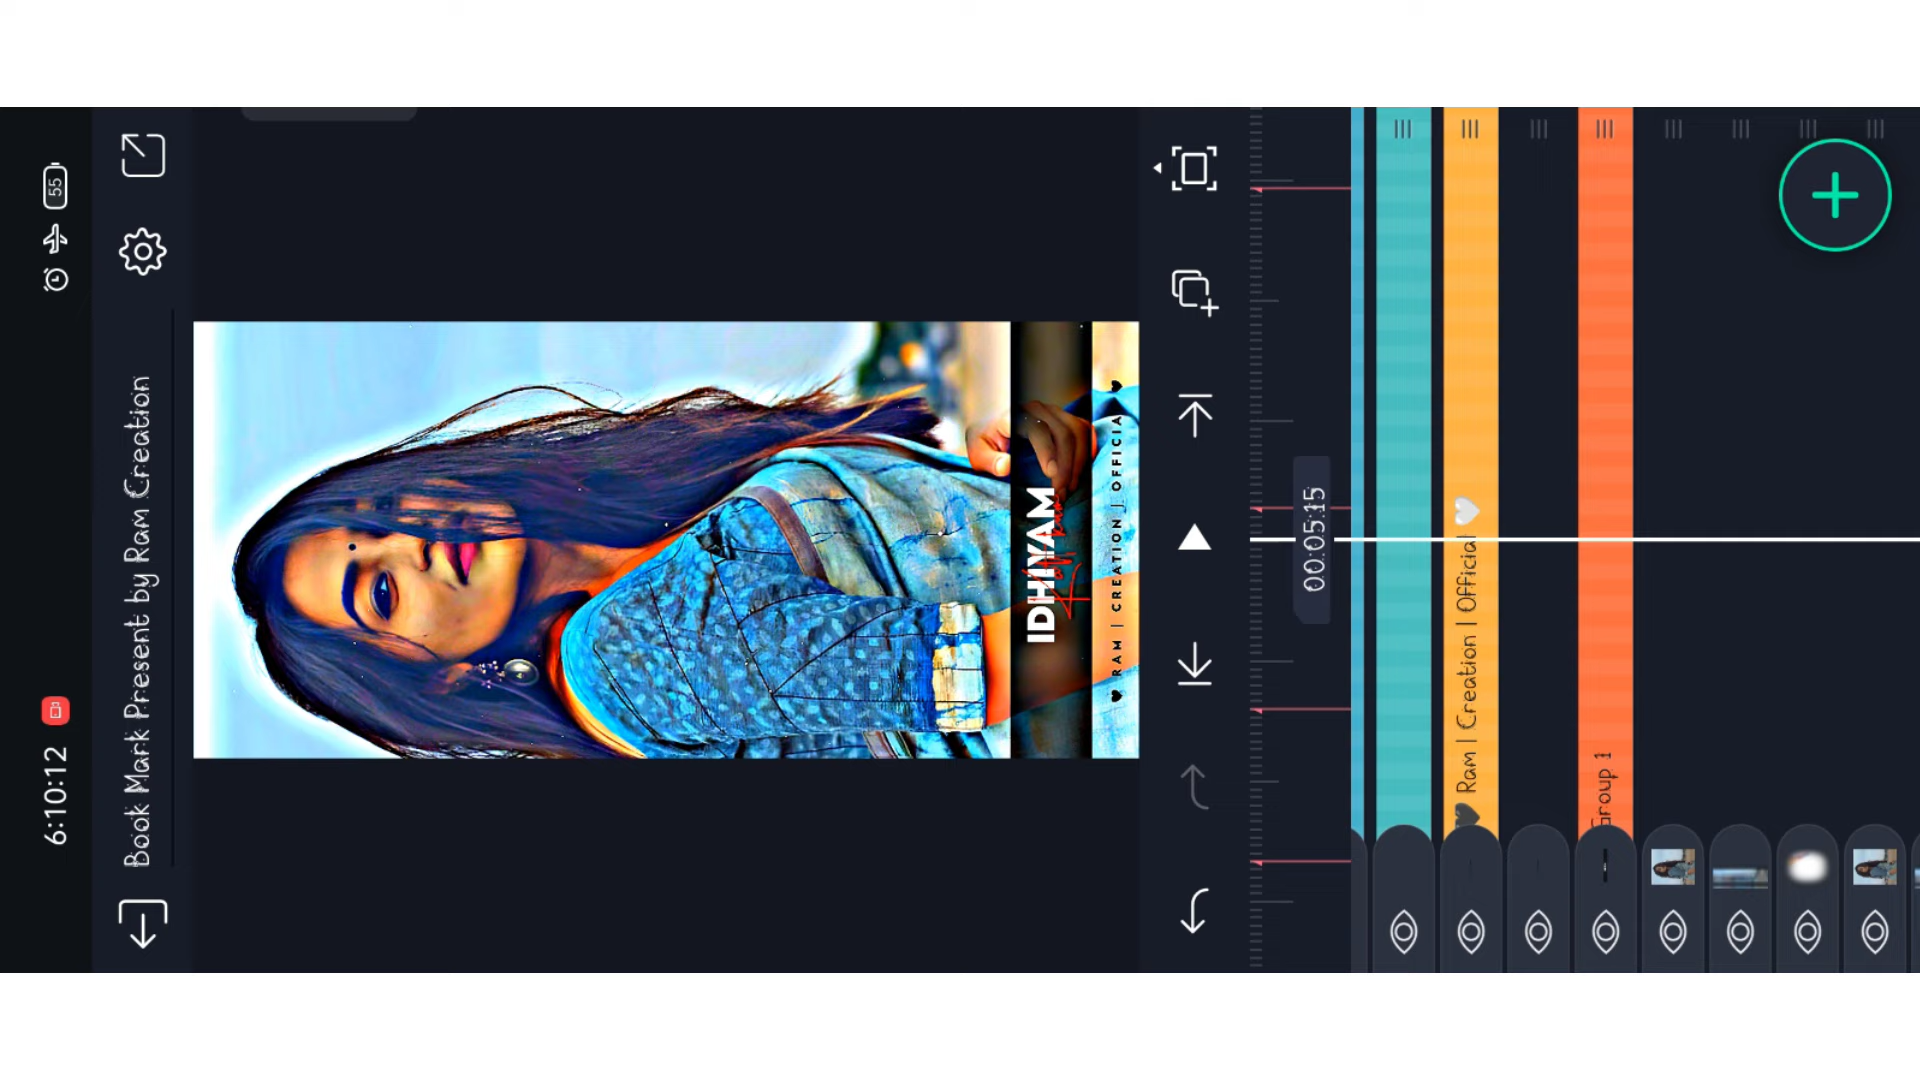 6:10:12
55
Book Mark Present by Ram Creation
IDHIYAM
RAM | CREATION | OFFICIAL
00:05:15
Ram | Creation | Official
Group 1